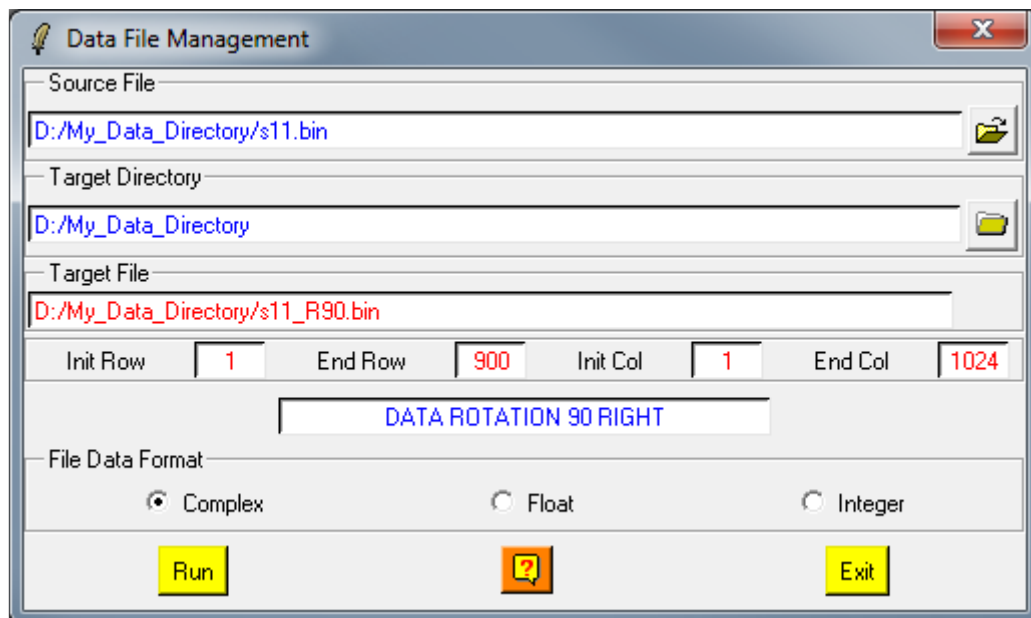 Data File Management
Source File
D:/My_Data_Directory/s11.bin
Target Directory
D:/My_Data_Directory
Target File
D:/My_Data_Directory/s11_R90.bin
Init Row 1 End Row 900 Init Col 1 End Col 1024
DATA ROTATION 90 RIGHT
File Data Format
Complex Float Integer
Run ? Exit